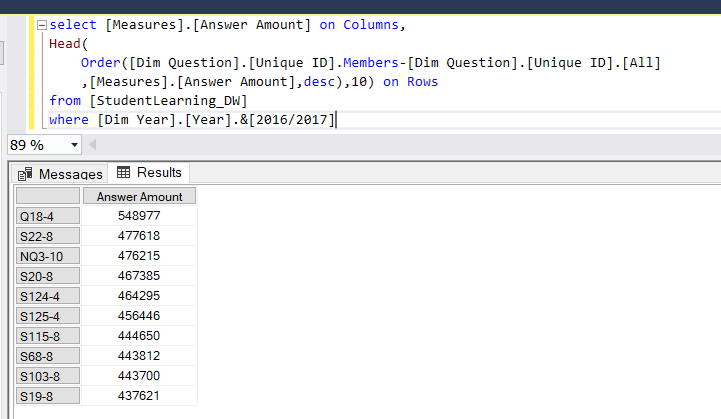 select [Measures].[Answer Amount] on Columns,
Head(
Order([Dim Question].[Unique ID].Members-[Dim Question].[Unique ID].[All]
,[Measures].[Answer Amount],desc),10) on Rows
from [StudentLearning_DW]
where [Dim Year].[Year].&[2016/2017]
89 %
Messages Results
Answer Amount
Q18-4 548977
S22-8 477618
NQ3-10 476215
S20-8 467385
S124-4 464295
S125-4 456446
S115-8 444650
S68-8 443812
S103-8 443700
S19-8 437621